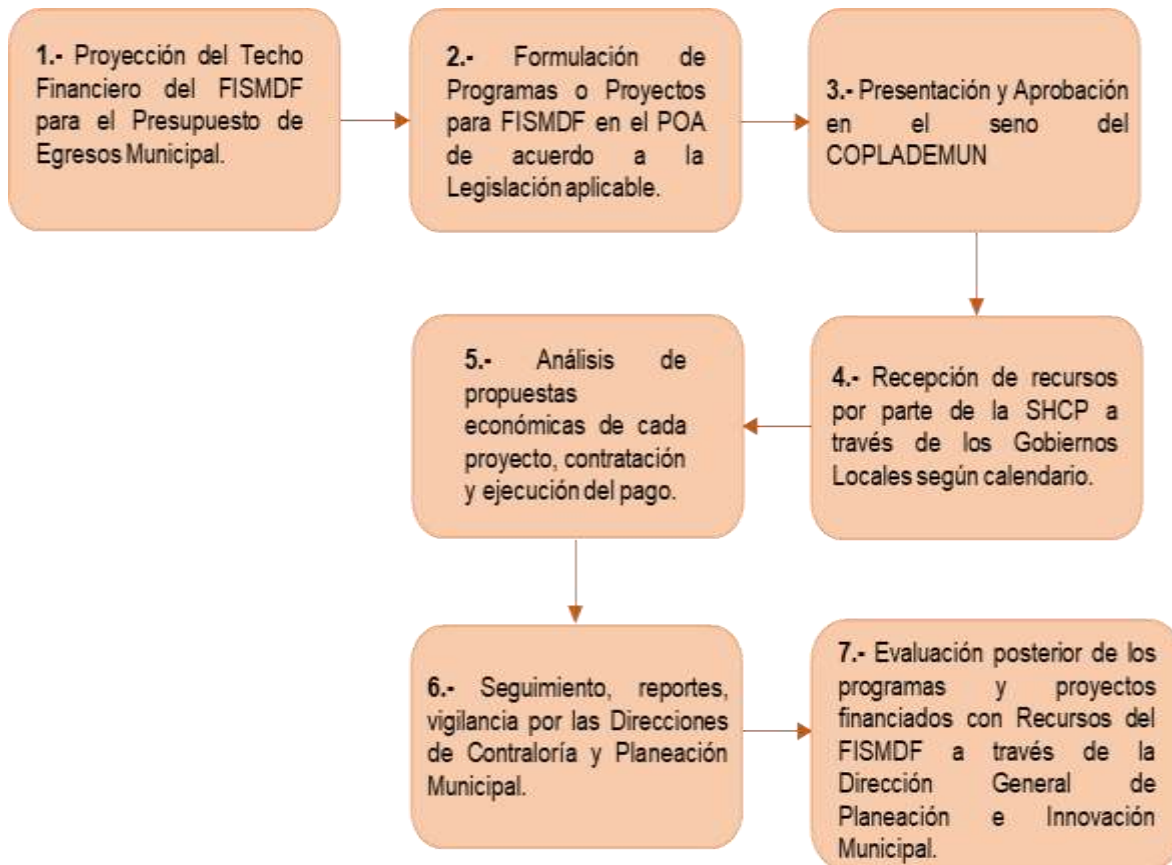 1.- Proyección del Techo
Financiero del FISMDF
para el Presupuesto de
Egresos Municipal.
2.- Formulación de
Programas o Proyectos
para FISMDF en el POA
de acuerdo a la
Legislación aplicable.
3.- Presentación y Aprobación
en el seno del
COPLADEMUN
4.- Recepción de recursos
por parte de la SHCP a
través de los Gobiernos
Locales según calendario.
5.- Análisis de
propuestas
económicas de cada
proyecto, contratación
y ejecución del pago.
6.- Seguimiento, reportes,
vigilancia por las Direcciones
de Contraloría y Planeación
Municipal.
7.- Evaluación posterior de los
programas y proyectos
financiados con Recursos del
FISMDF a través de la
Dirección General de
Planeación e Innovación
Municipal.